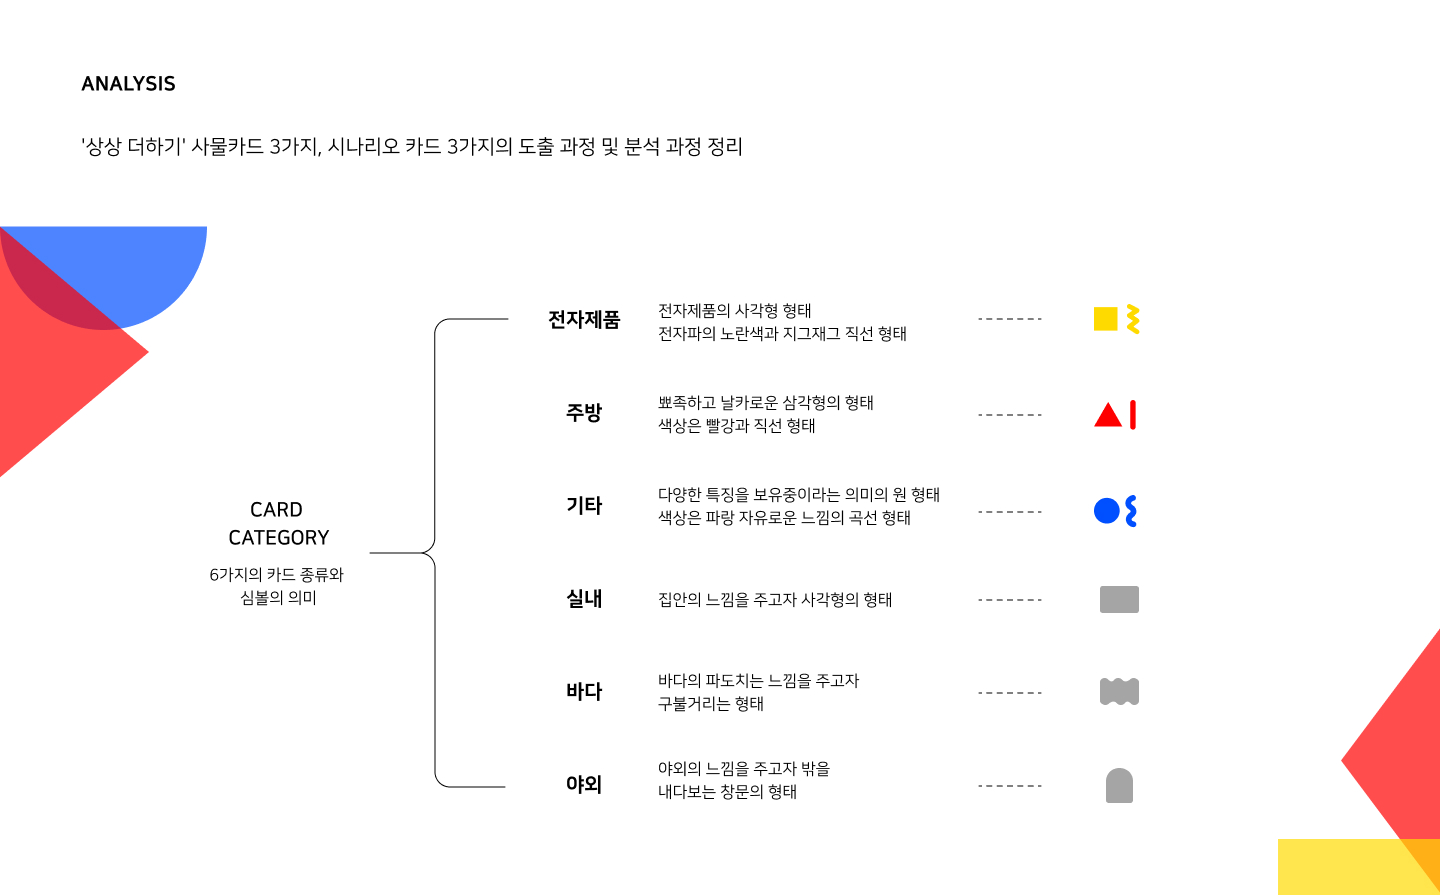 ANALYSIS
'상상 더하기' 사물카드 3가지, 시나리오 카드 3가지의 도출 과정 및 분석 과정 정리
CARD
CATEGORY
6가지의 카드 종류와
심볼의 의미
전자제품
전자제품의 사각형 형태
전자파의 노란색과 지그재그 직선 형태
주방
뾰족하고 날카로운 삼각형의 형태
색상은 빨강과 직선 형태
기타
다양한 특징을 보유중이라는 의미의 원 형태
색상은 파랑 자유로운 느낌의 곡선 형태
실내
집안의 느낌을 주고자 사각형의 형태
바다
바다의 파도치는 느낌을 주고자
구불거리는 형태
야외
야외의 느낌을 주고자 밖을
내다보는 창문의 형태